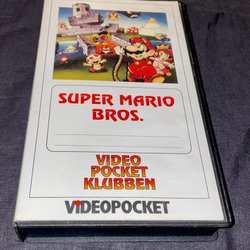 SUPER MARIO
BROS.
VIDEO
POCKET
KLUBBEN
VIDEOPOCKET